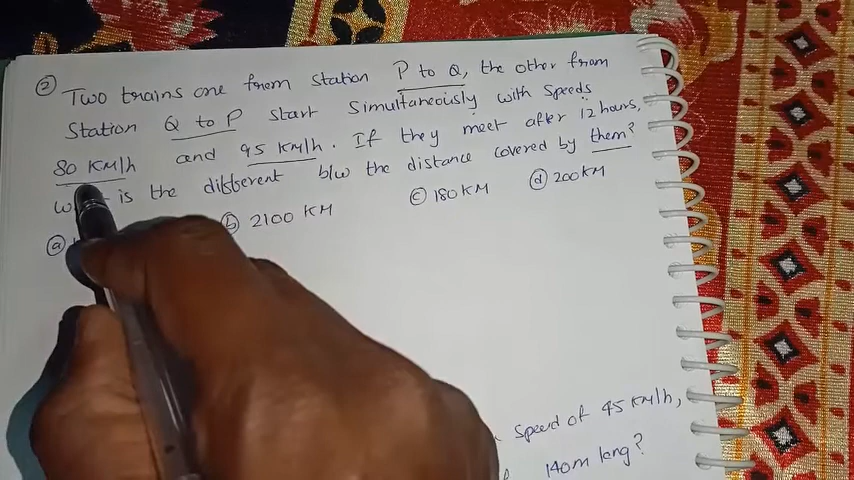 ② Two trains one from Station P to Q, the other from
Station Q to P start Simultaneously with Speeds
80 KM/h and 95 KM/h. If they meet after 12 hours,
is the different b/w the distance covered by them?
ⓐ ⓑ 2100 KM ⓒ 180 KM ⓓ 200 KM
Speed of 45 KM/h,
140m long?